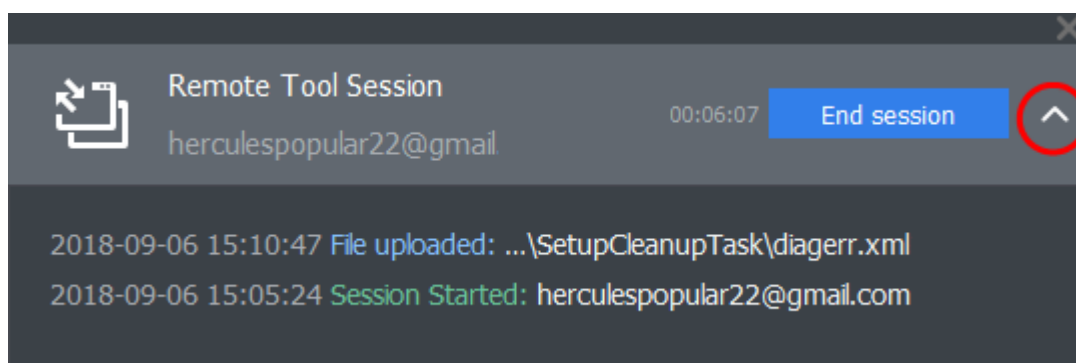 Remote Tool Session
herculespopular22@gmail
00:06:07
End session
2018-09-06 15:10:47 File uploaded: ...\SetupCleanupTask\diagerr.xml
2018-09-06 15:05:24 Session Started: herculespopular22@gmail.com